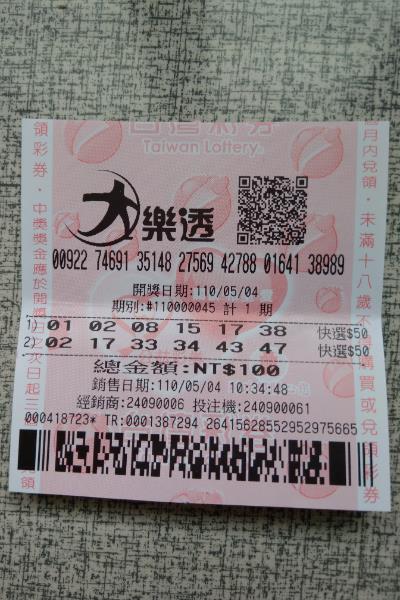 台灣彩券
Taiwan Lottery
大樂透
00922 74691 35148 27569 42788 01641 38989
開獎日期:110/05/04
期別:#110000045 計 1 期
1) 01 02 08 15 17 38 快選$50
2) 02 17 33 34 43 47 快選$50
總金額:NT$100
銷售日期:110/05/04 10:34:48
經銷商:24090006 投注機:240900061
000418723* TR:0001387294 26415628552952975665
領彩券·中獎獎金應於開獎日之次日起三
兌領
月內兌領·未滿十八歲不
購買或兌領彩券